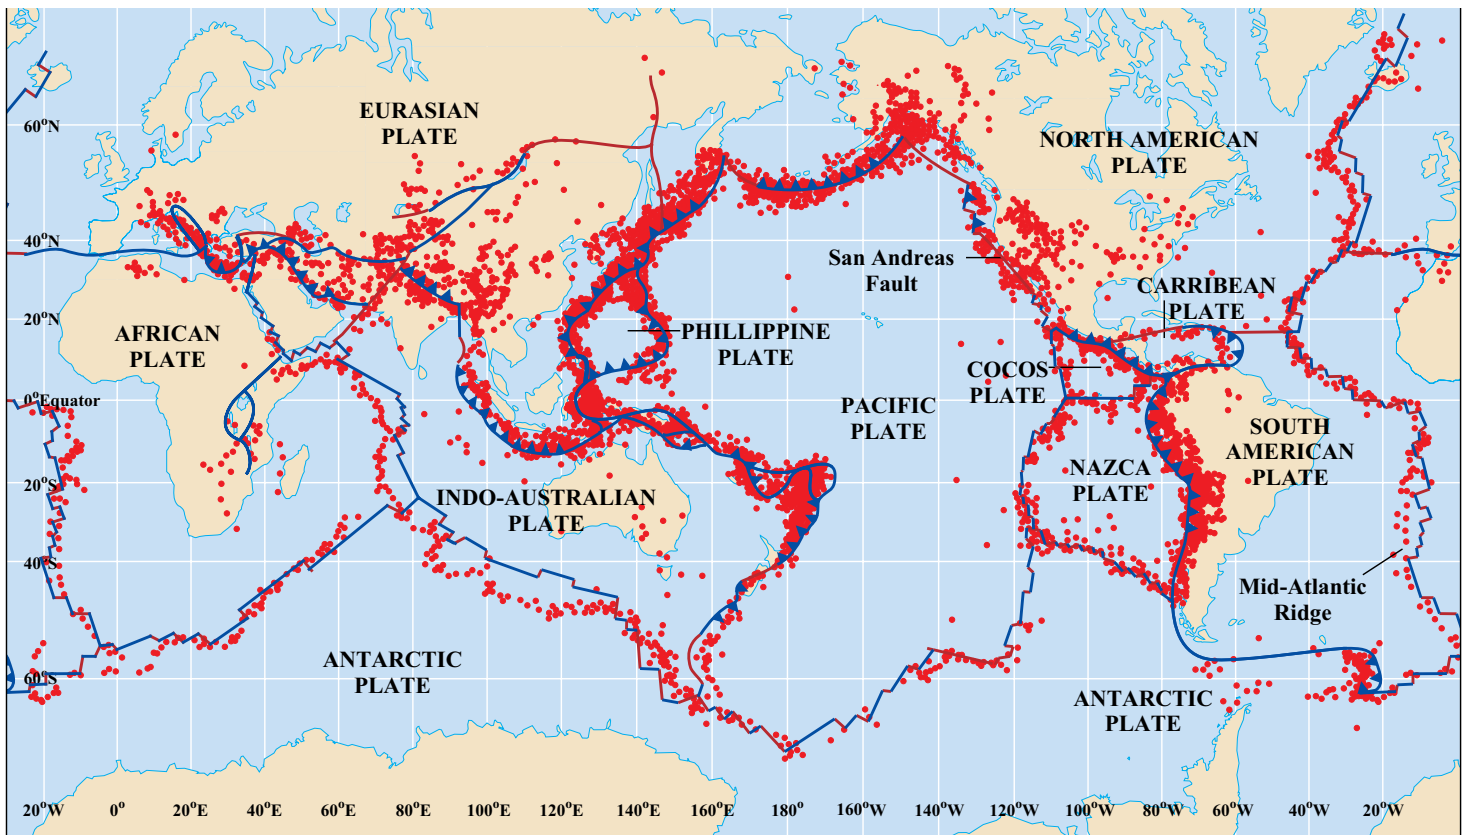 EURASIAN
PLATE
NORTH AMERICAN
PLATE
60°N
40°N
San Andreas
Fault
CARRIBEAN
PLATE
20°N
AFRICAN
PLATE
PHILLIPPINE
PLATE
COCOS
PLATE
0°Equator
PACIFIC
PLATE
SOUTH
AMERICAN
PLATE
NAZCA
PLATE
20°S
INDO-AUSTRALIAN
PLATE
40°S
Mid-Atlantic
Ridge
ANTARCTIC
PLATE
60°S
ANTARCTIC
PLATE
20°W 0° 20°E 40°E 60°E 80°E 100°E 120°E 140°E 160°E 180° 160°W 140°W 120°W 100°W 80°W 60°W 40°W 20°W